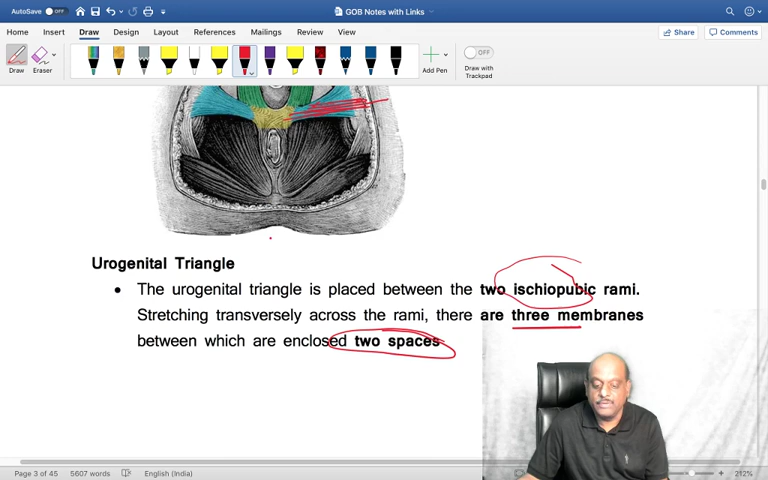 AutoSave OFF GOB Notes with Links
Home Insert Draw Design Layout References Mailings Review View Share Comments
Draw Eraser Add Pen OFF Draw with Trackpad
Urogenital Triangle
• The urogenital triangle is placed between the two ischiopubic rami.
Stretching transversely across the rami, there are three membranes
between which are enclosed two spaces
Page 3 of 45 5607 words English (India) 212%